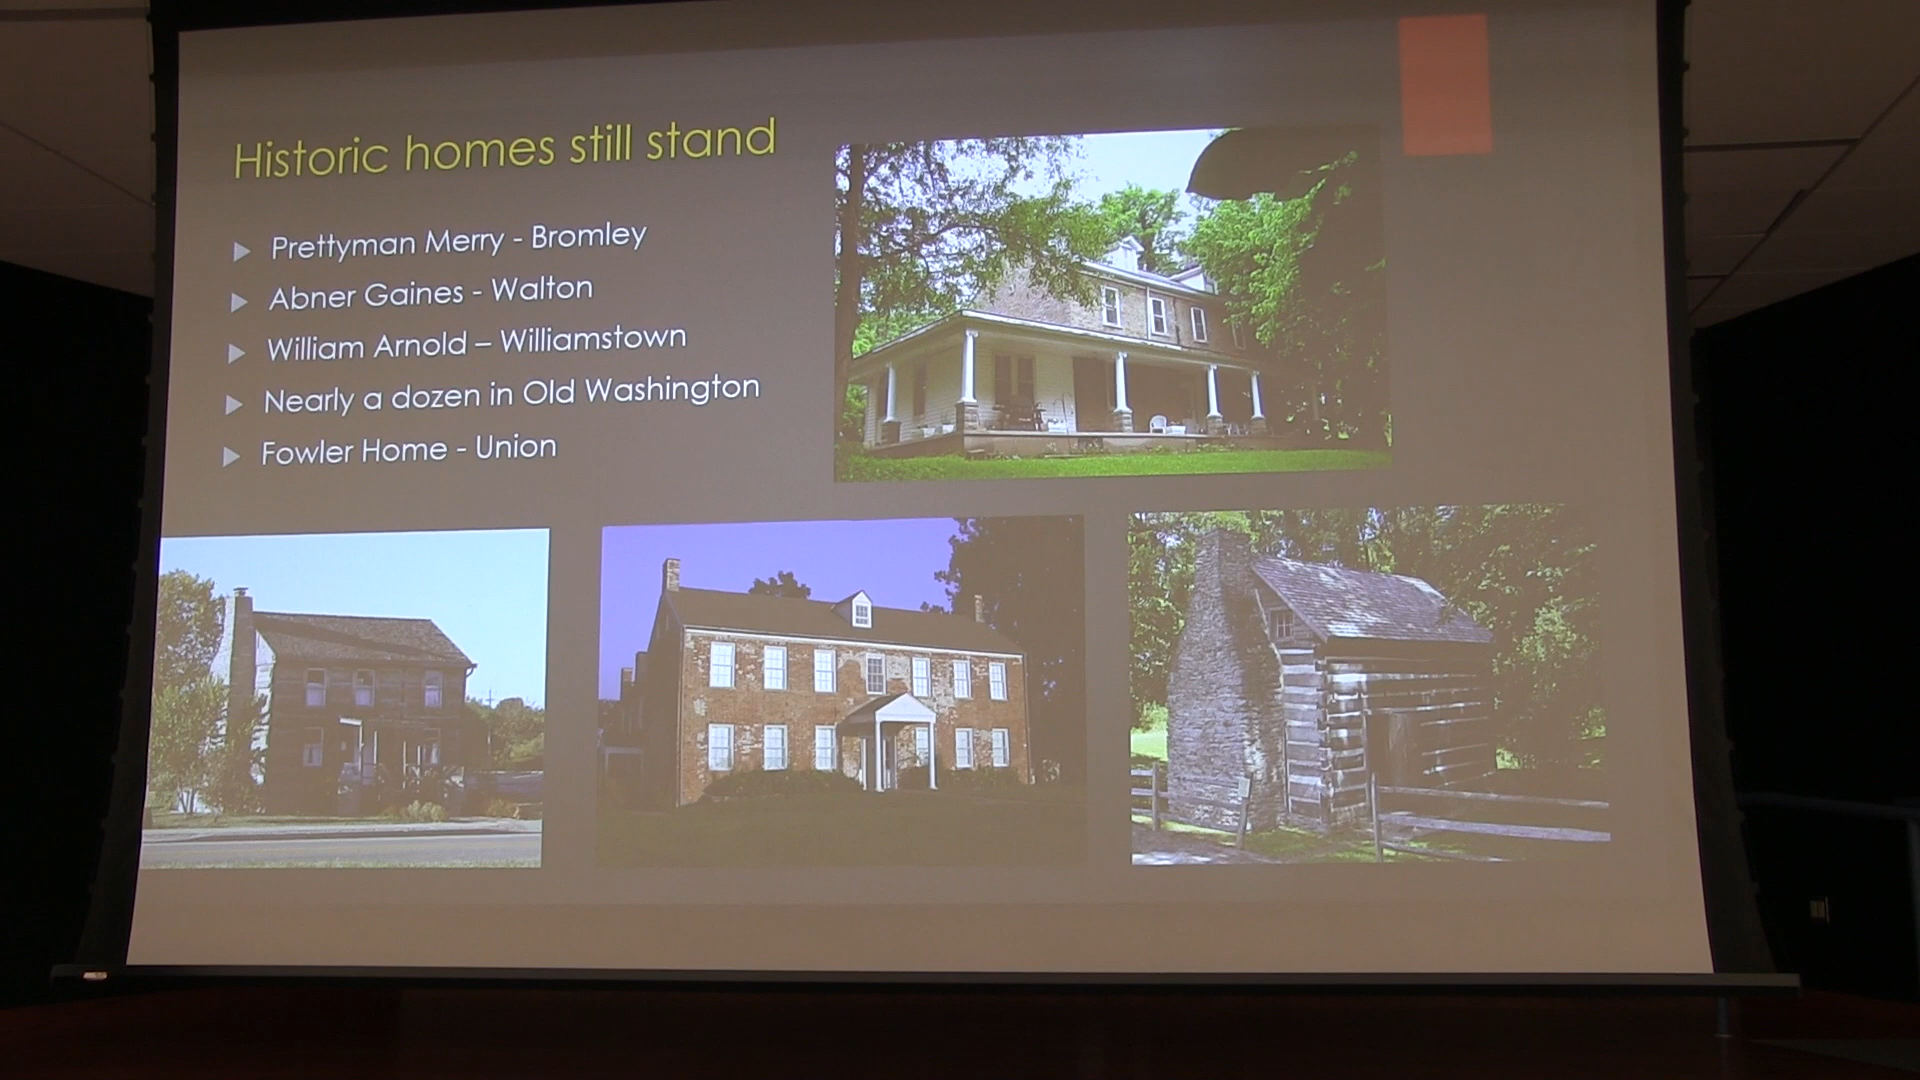 Historic homes still stand
Prettyman Merry - Bromley
Abner Gaines - Walton
William Arnold – Williamstown
Nearly a dozen in Old Washington
Fowler Home - Union